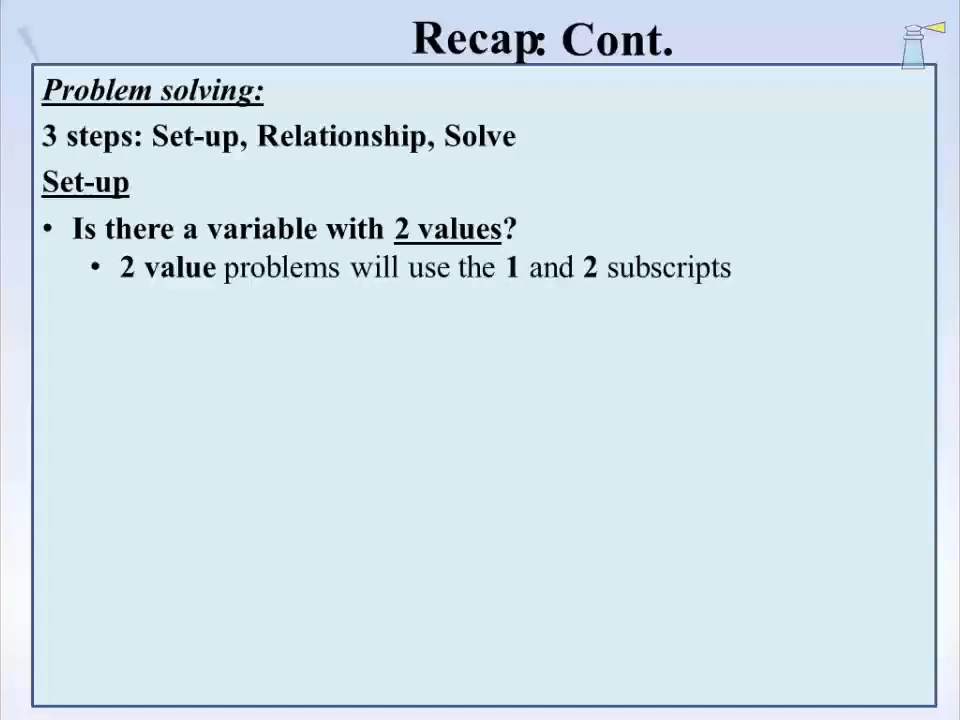 Recap: Cont.
Problem solving:
3 steps: Set-up, Relationship, Solve
Set-up
• Is there a variable with 2 values?
• 2 value problems will use the 1 and 2 subscripts